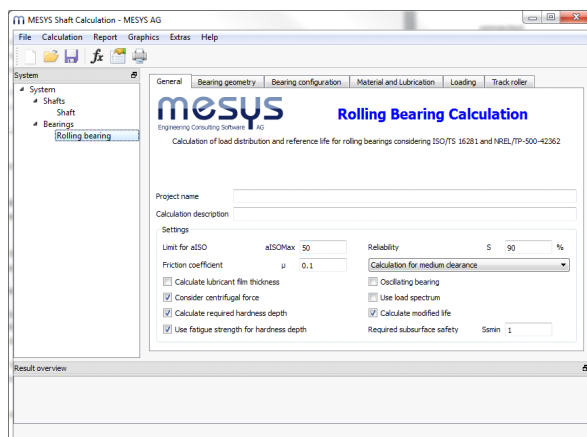 MESYS Shaft Calculation - MESYS AG
File Calculation Report Graphics Extras Help
fx
System
System
Shafts
Shaft
Bearings
Rolling bearing
General Bearing geometry Bearing configuration Material and Lubrication Loading Track roller
mesys
Engineering Consulting Software AG
Rolling Bearing Calculation
Calculation of load distribution and reference life for rolling bearings considering ISO/TS 16281 and NREL/TP-500-42362
Project name
Calculation description
Settings
Limit for aISO aISOMax 50 Reliability S 90 %
Friction coefficient μ 0.1 Calculation for medium clearance
Calculate lubricant film thickness Oscillating bearing
Consider centrifugal force Use load spectrum
Calculate required hardness depth Calculate modified life
Use fatigue strength for hardness depth Required subsurface safety Ssmin 1
Result overview